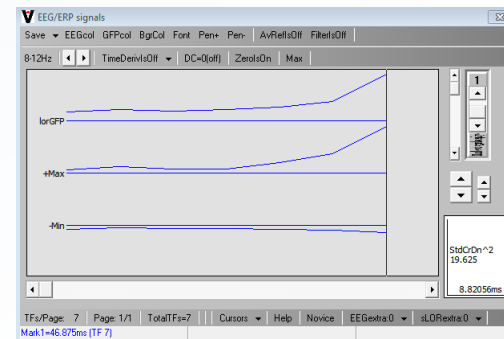 EEG/ERP signals
Save EEGcol GFPcol BgrCol Font Pen+ Pen- AvRefIsOff FilterIsOff
8-12Hz TimeDerivIsOff DC=0(off) ZeroIsOn Max
1
lorGFP
+Max
-Min
StdCrDn^2
19.625
8.82056ms
TFs/Page: 7 Page: 1/1 TotalTFs=7 Cursors Help Novice EEGextra:0 sLORextra:0
Mark1=46.875ms (TF 7)